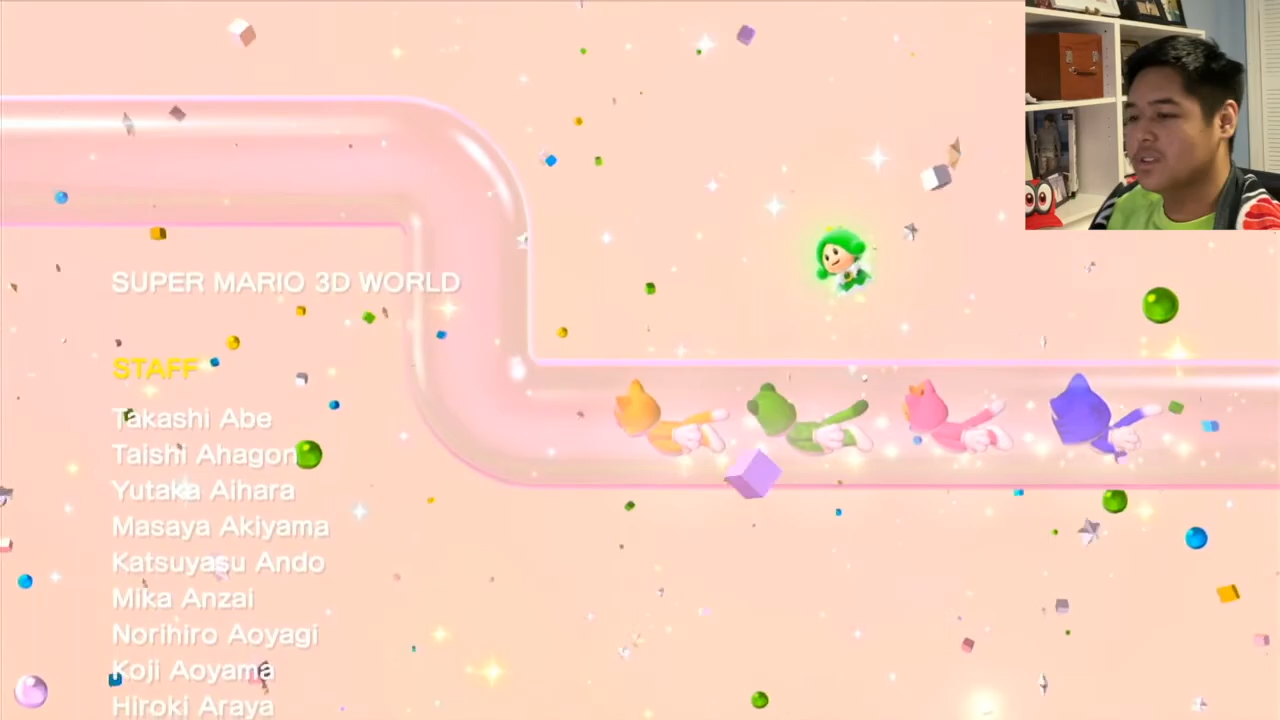 SUPER MARIO 3D WORLD
STAFF
Takashi Abe
Taishi Ahagon
Yutaka Aihara
Masaya Akiyama
Katsuyasu Ando
Mika Anzai
Norihiro Aoyagi
Koji Aoyama
Hiroki Araya